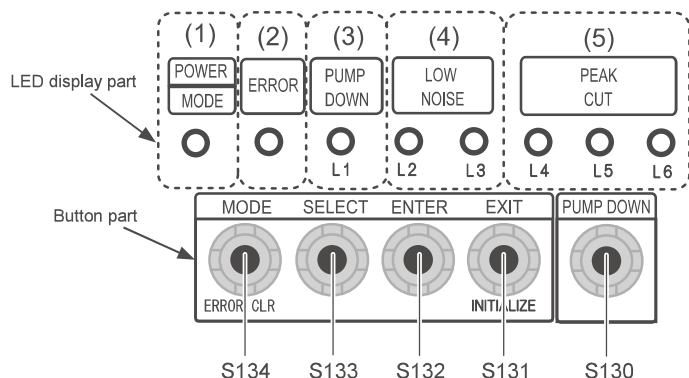 (1) (2) (3) (4) (5)
POWER
MODE
ERROR
PUMP
DOWN
LOW
NOISE
PEAK
CUT
LED display part
L1 L2 L3 L4 L5 L6
Button part
MODE SELECT ENTER EXIT PUMP DOWN
ERROR CLR INITIALIZE
S134 S133 S132 S131 S130